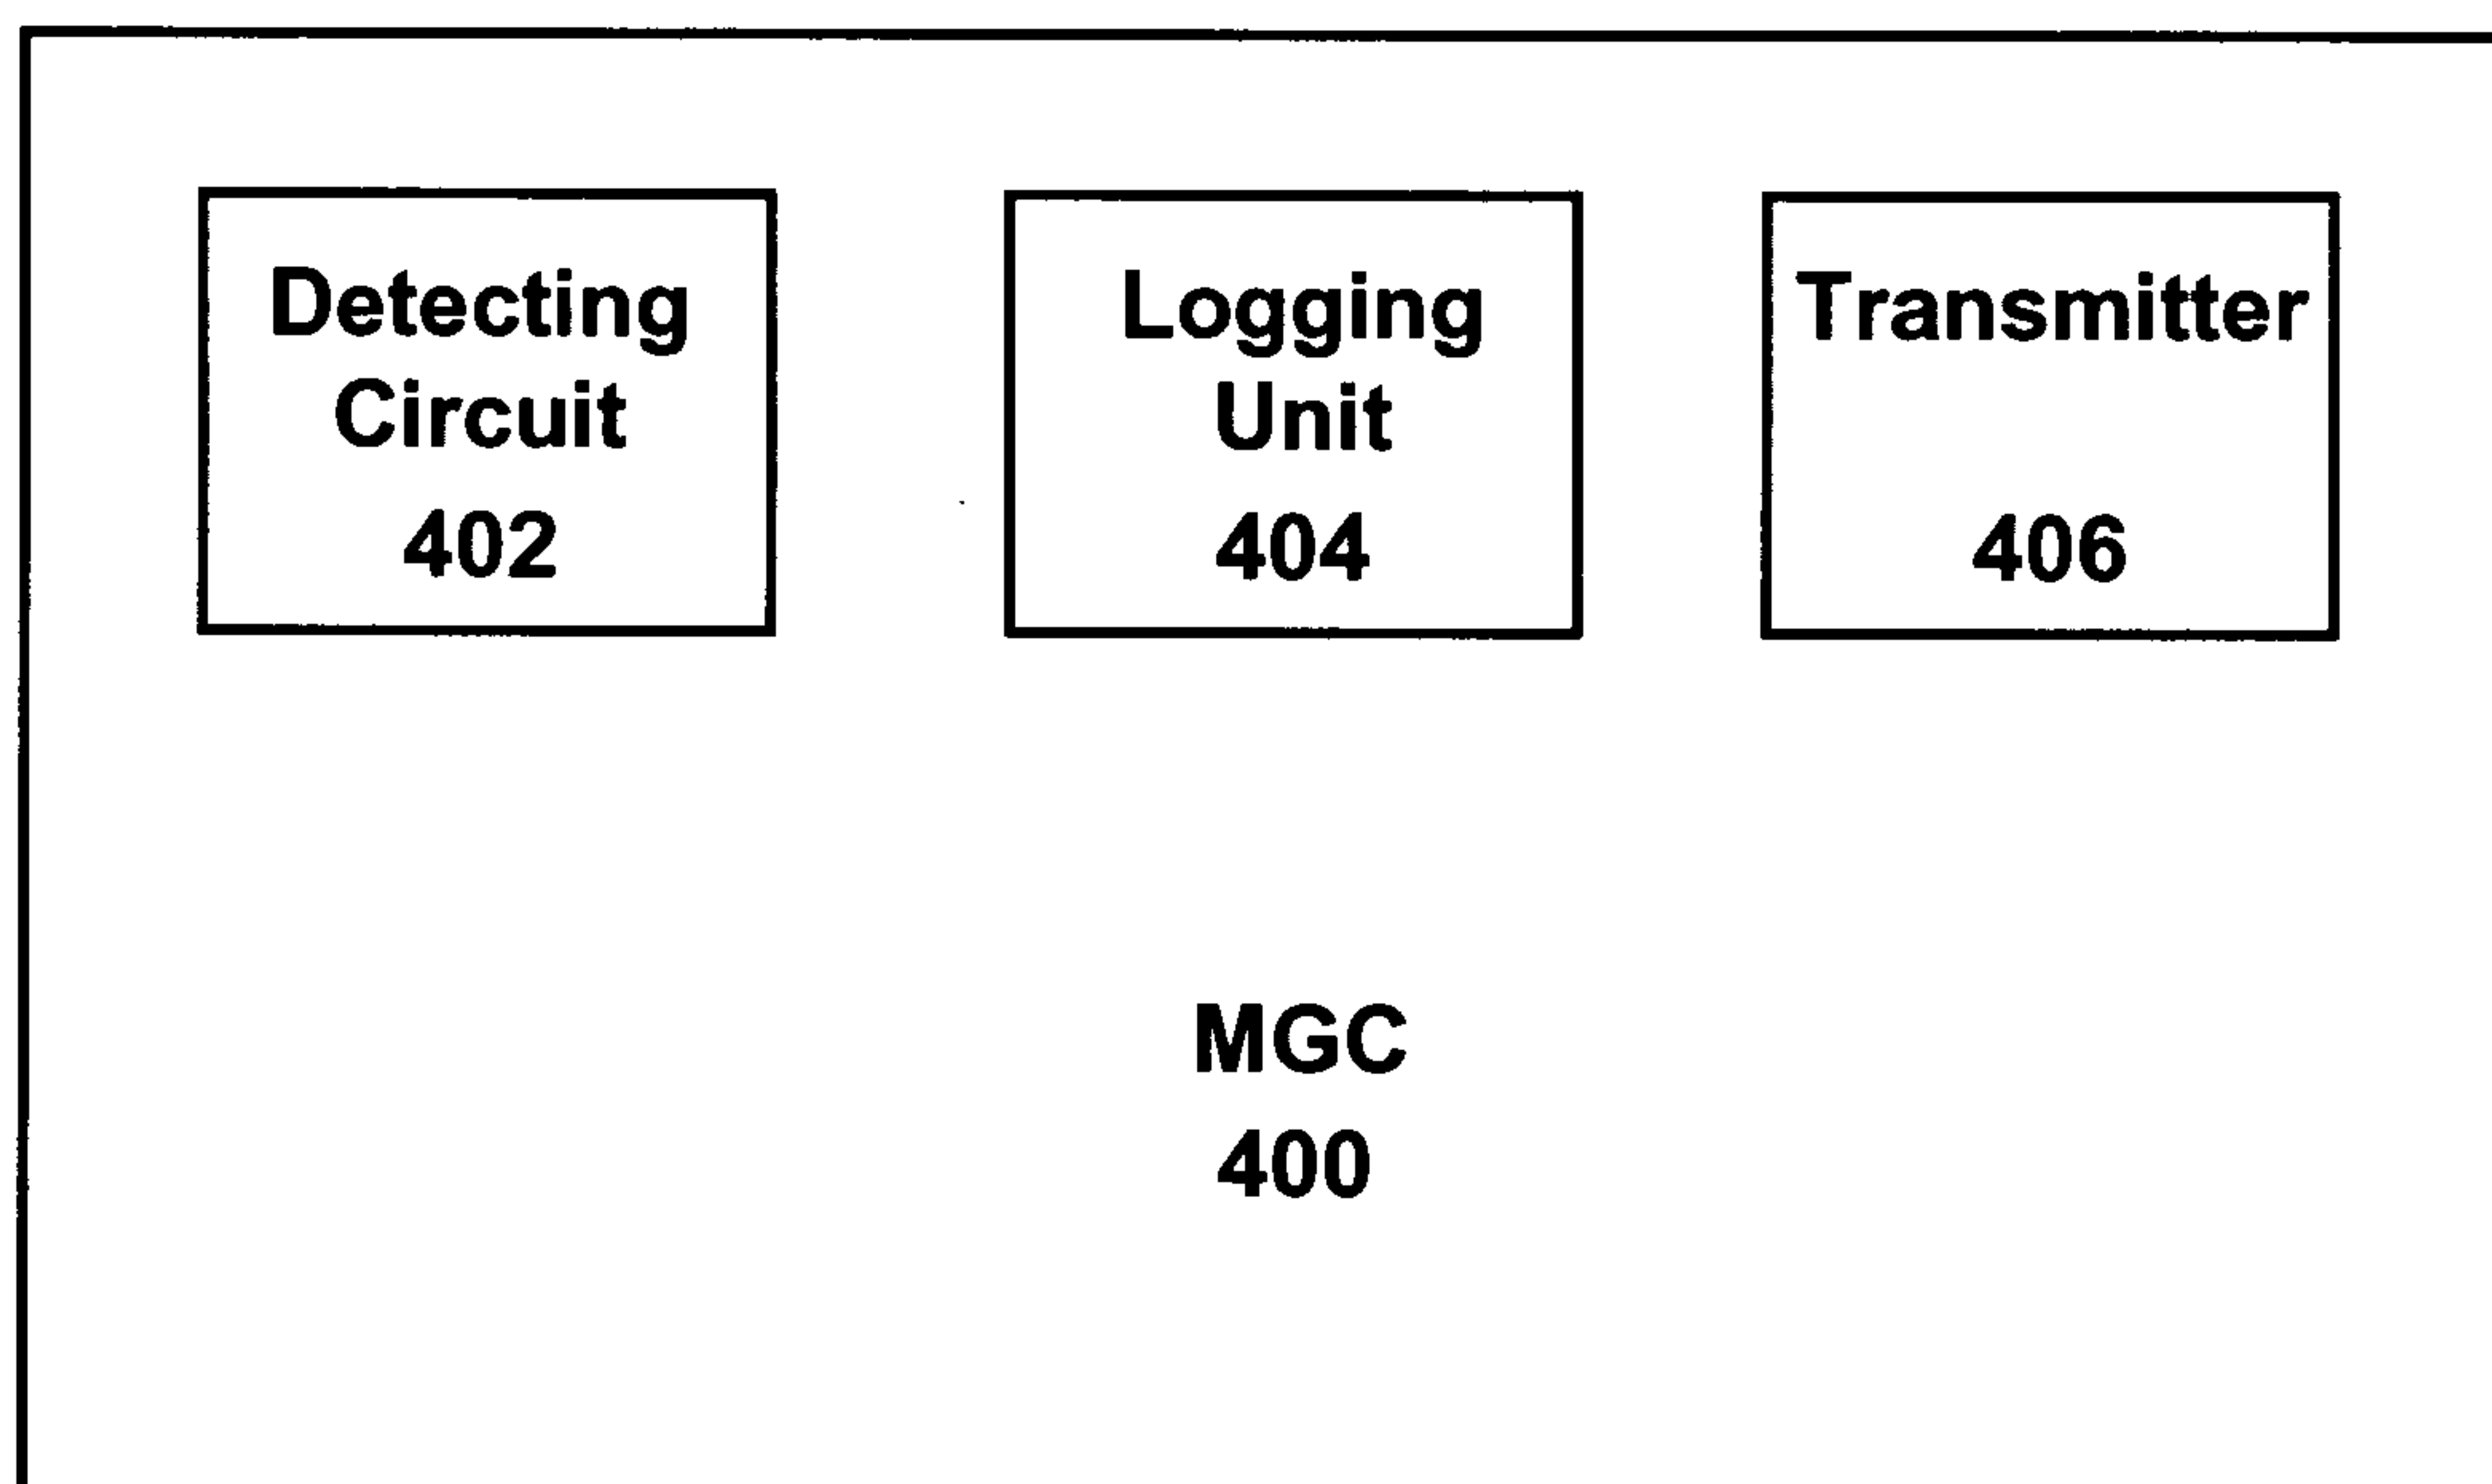 Detecting
Circuit
402
Logging
Unit
404
Transmitter
406
MGC
400